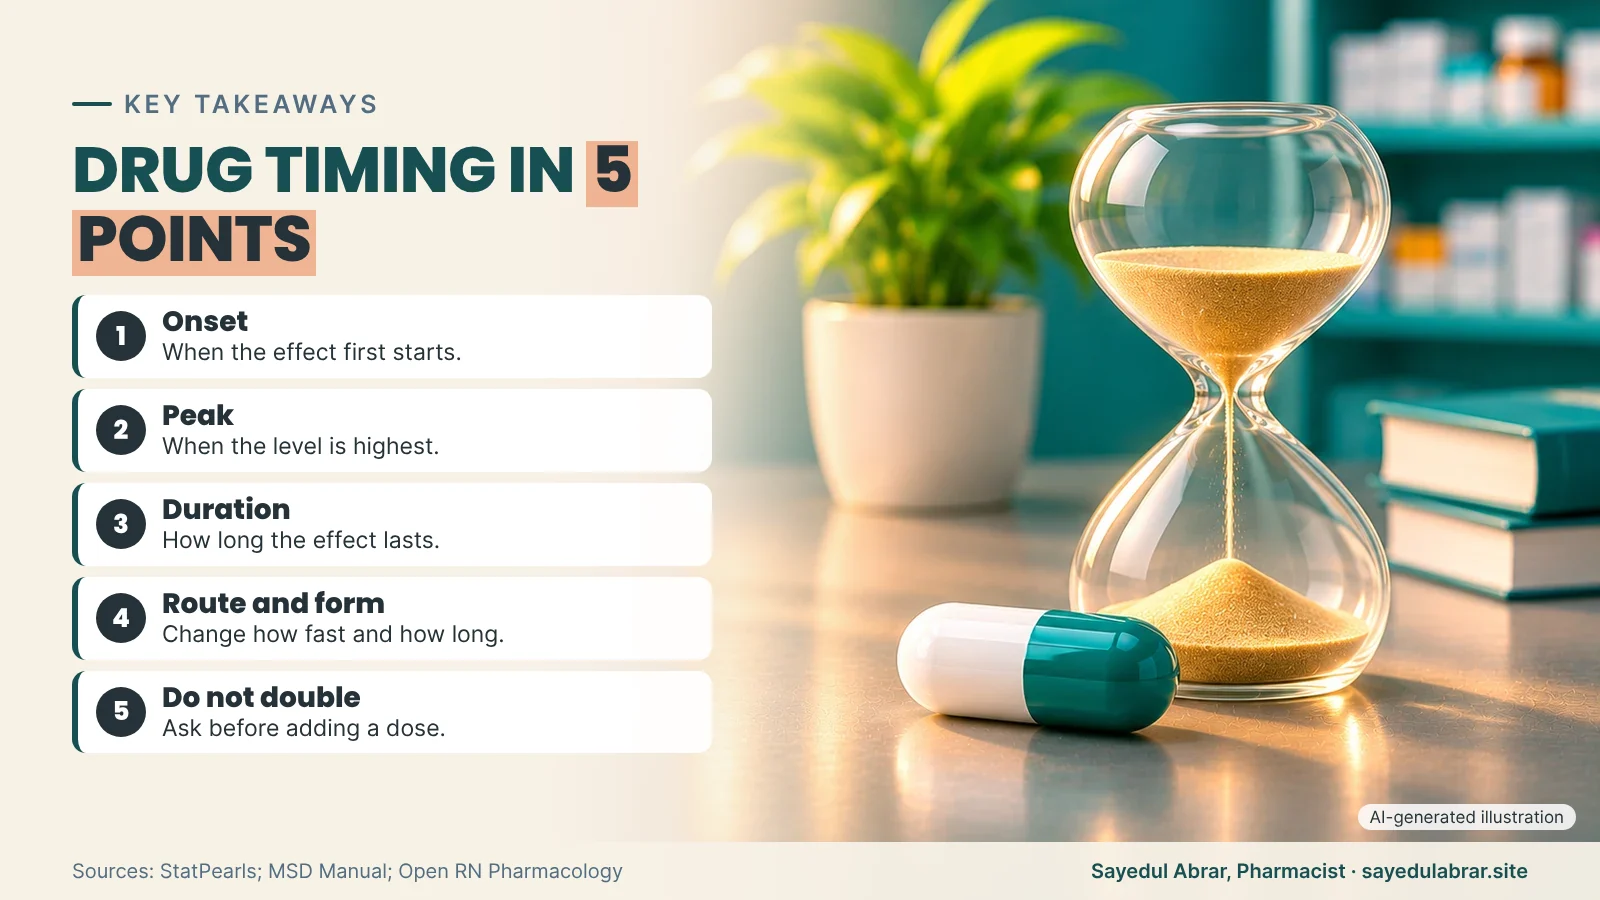 KEY TAKEAWAYS
DRUG TIMING IN 5
POINTS
1
Onset
When the effect first starts.
2
Peak
When the level is highest.
3
Duration
How long the effect lasts.
4
Route and form
Change how fast and how long.
5
Do not double
Ask before adding a dose.
AI-generated illustration
Sources: StatPearls; MSD Manual; Open RN Pharmacology
Sayedul Abrar, Pharmacist · sayedulabrar.site